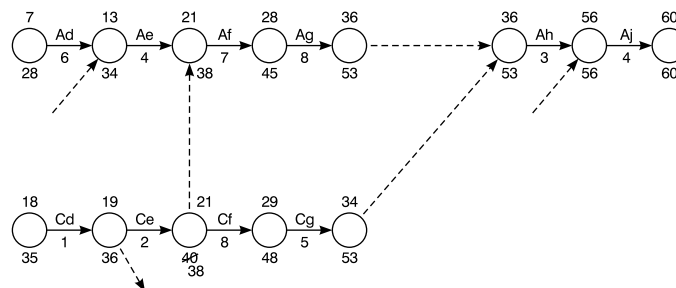 7 13 21 28 36 36 56 60
Ad Ae Af Ag Ah Aj
6 4 7 8 3 4
28 34 38 45 53 53 56 60
18 19 21 29 34
Cd Ce Cf Cg
1 2 8 5
35 36 40 48 53
38